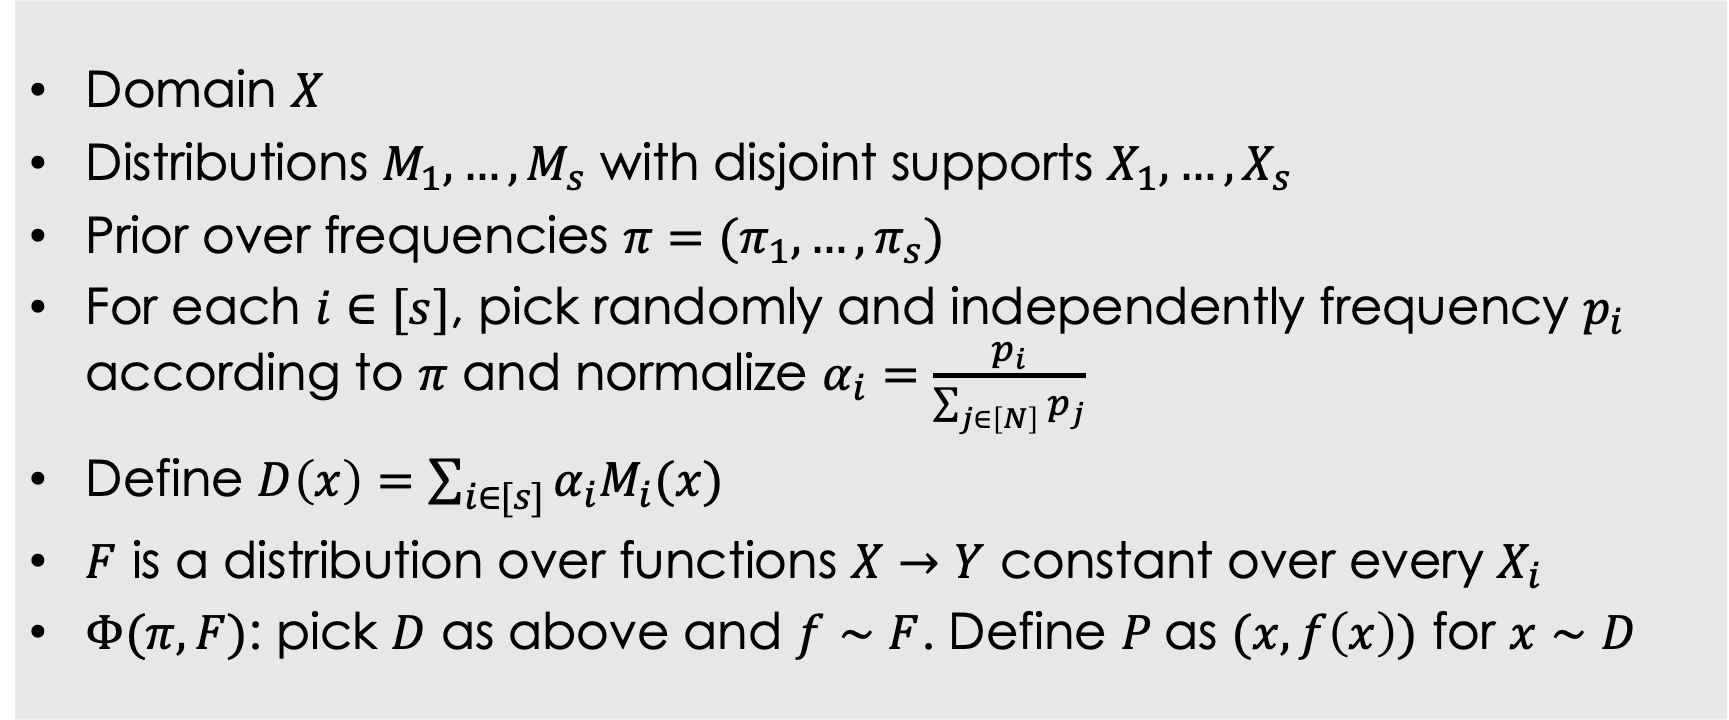 • Domain X
• Distributions M₁, … , Mₛ with disjoint supports X₁, … , Xₛ
• Prior over frequencies π = (π₁, … , πₛ)
• For each i ∈ [s], pick randomly and independently frequency pᵢ
according to π and normalize αᵢ = pᵢ / ∑_{j∈[N]} pⱼ
• Define D(x) = ∑_{i∈[s]} αᵢMᵢ(x)
• F is a distribution over functions X → Y constant over every Xᵢ
• Φ(π, F): pick D as above and f ~ F. Define P as (x, f(x)) for x ~ D